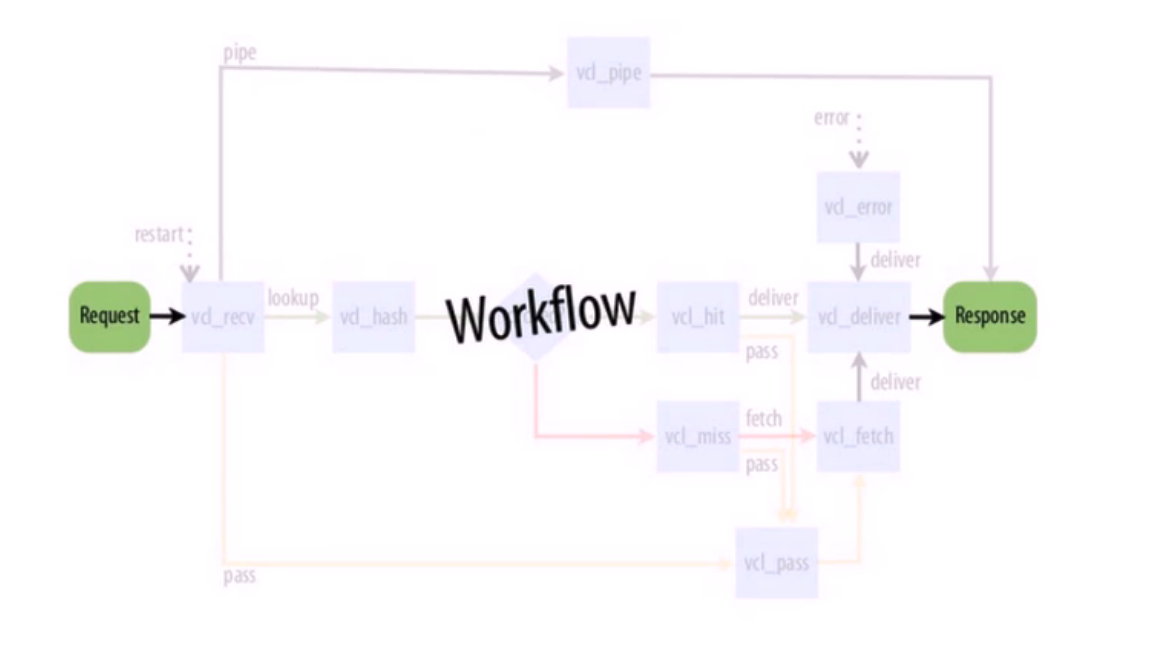 pipe
vcl_pipe
error
vcl_error
restart
deliver
Request
vcl_recv
lookup
vcl_hash
Workflow
vcl_hit
deliver
vcl_deliver
Response
pass
deliver
vcl_miss
fetch
vcl_fetch
pass
vcl_pass
pass